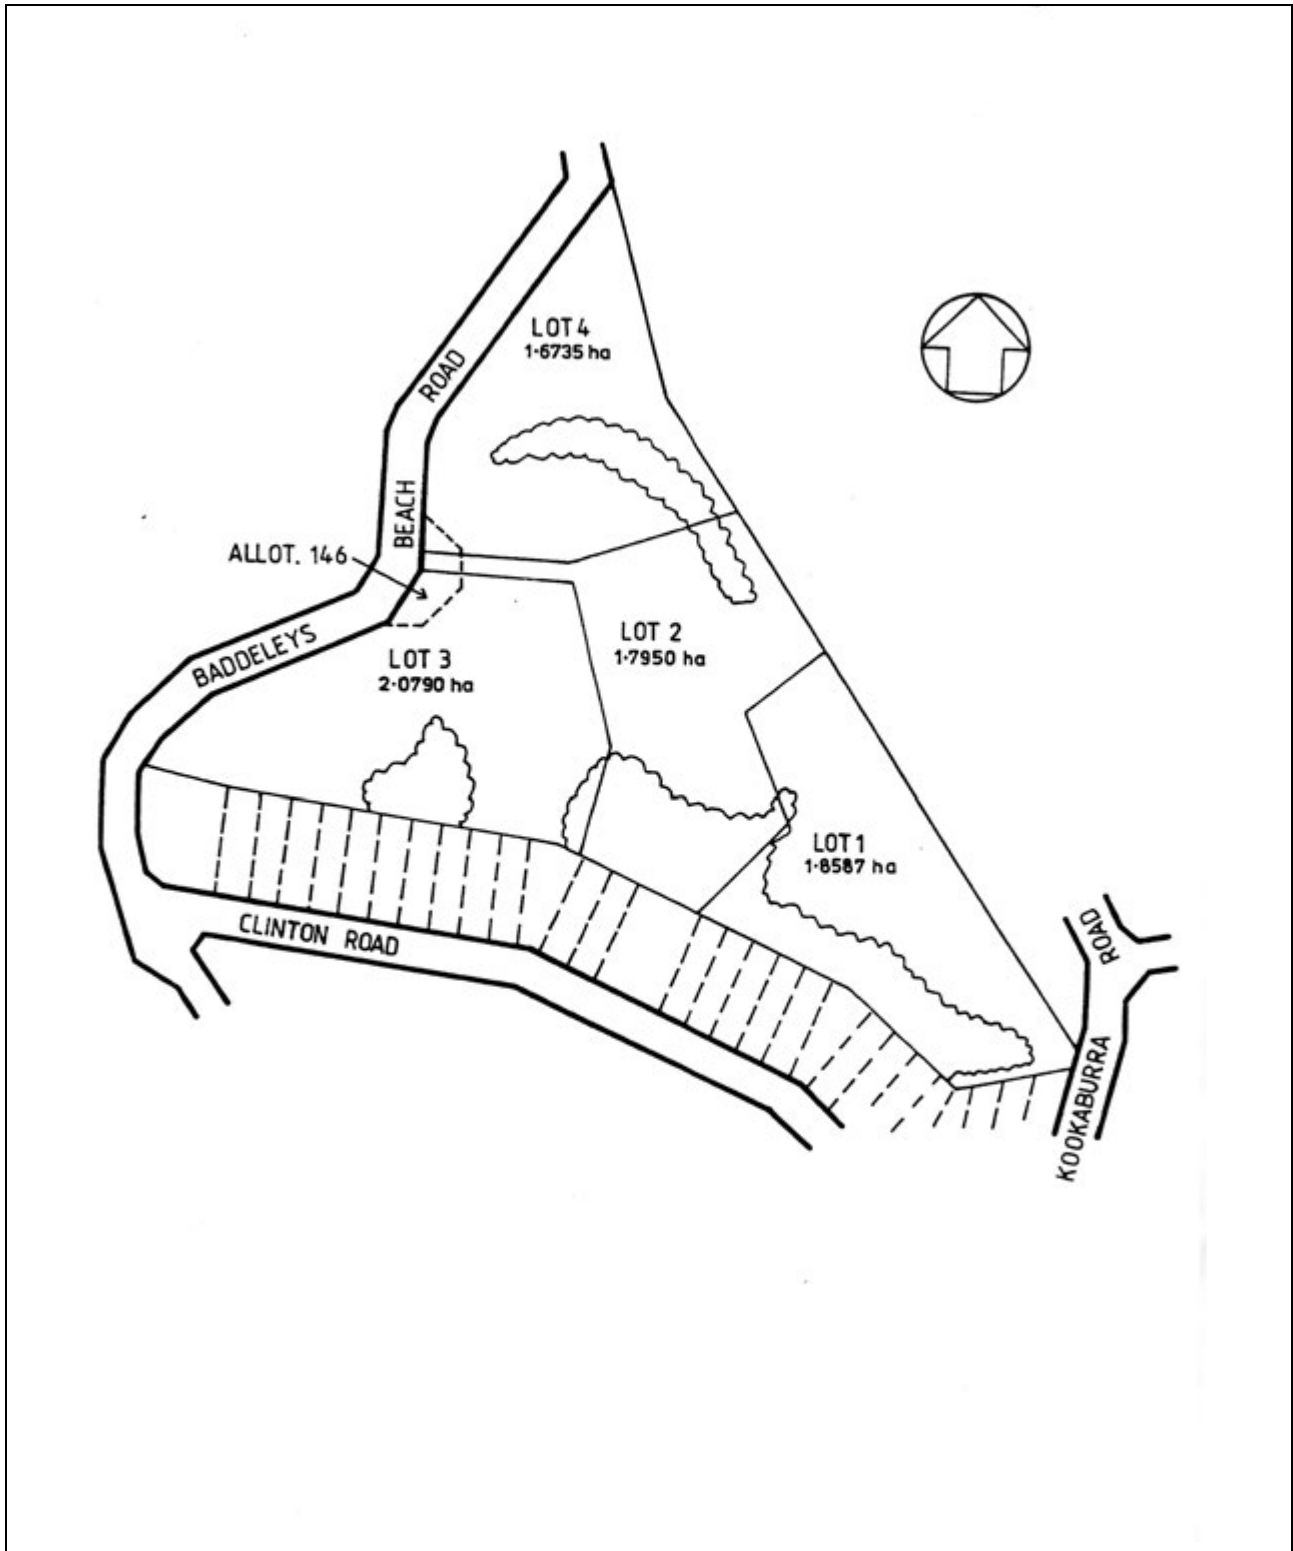 LOT 4
1·6735 ha
ROAD
BEACH
ALLOT. 146
BADDELEYS
LOT 2
1·7950 ha
LOT 3
2·0790 ha
LOT 1
1·8587 ha
CLINTON ROAD
ROAD
KOOKABURRA